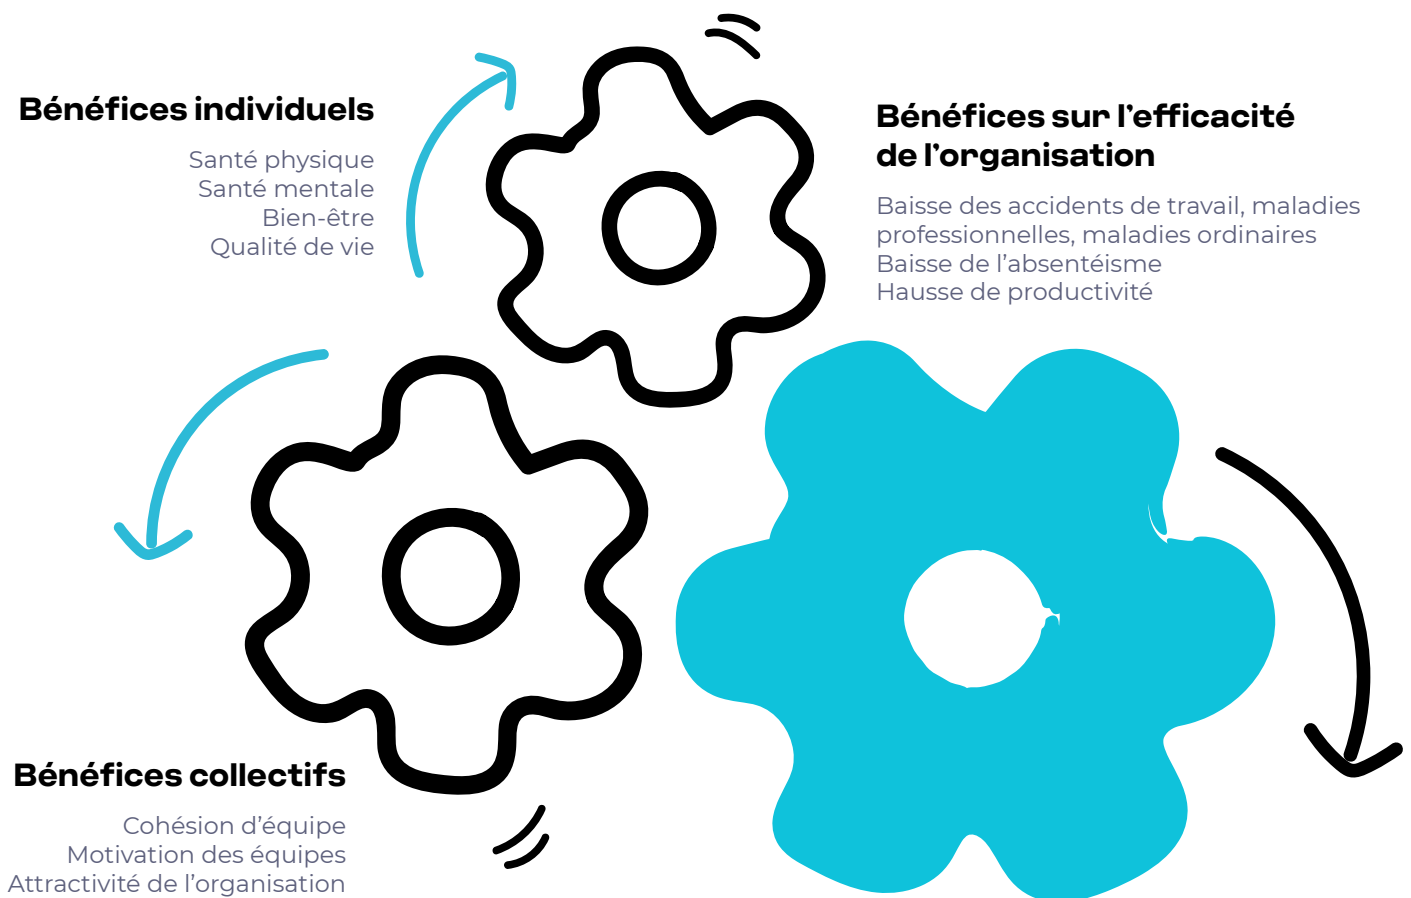 Bénéfices individuels
Santé physique
Santé mentale
Bien-être
Qualité de vie
Bénéfices sur l’efficacité
de l’organisation
Baisse des accidents de travail, maladies
professionnelles, maladies ordinaires
Baisse de l’absentéisme
Hausse de productivité
Bénéfices collectifs
Cohésion d’équipe
Motivation des équipes
Attractivité de l’organisation